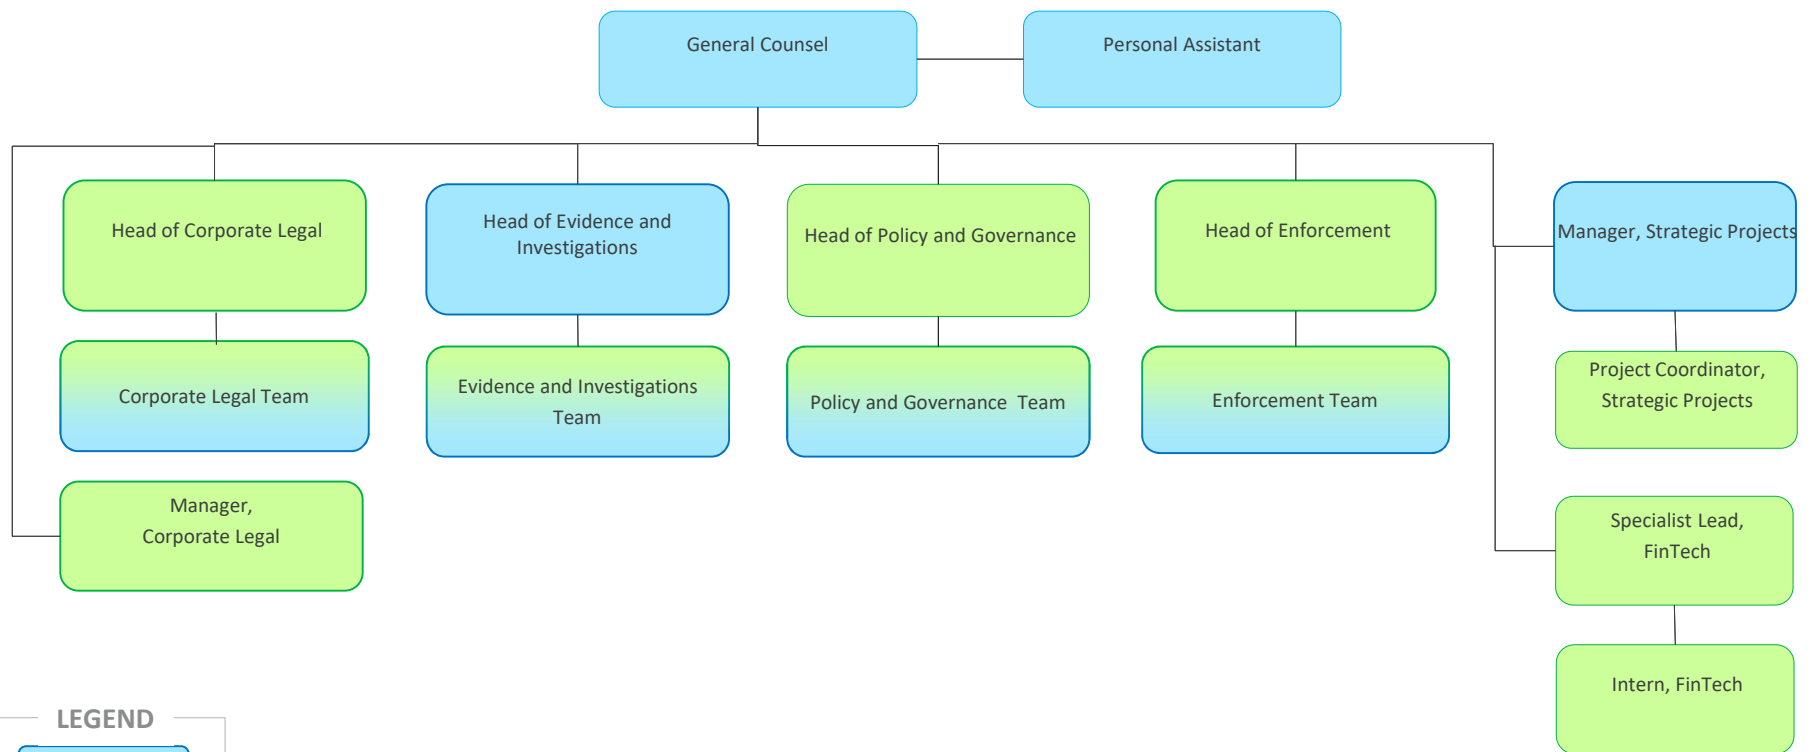 General Counsel
Personal Assistant
Head of Corporate Legal
Head of Evidence and
Investigations
Head of Policy and Governance
Head of Enforcement
Manager, Strategic Projects
Corporate Legal Team
Evidence and Investigations
Team
Policy and Governance Team
Enforcement Team
Project Coordinator,
Strategic Projects
Manager,
Corporate Legal
Specialist Lead,
FinTech
Intern, FinTech
LEGEND